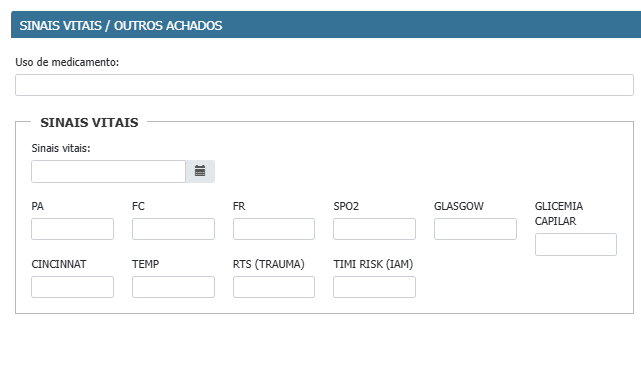 SINAIS VITAIS / OUTROS ACHADOS
Uso de medicamento:
SINAIS VITAIS
Sinais vitais:
PA FC FR SPO2 GLASGOW GLICEMIA
CAPILAR
CINCINNAT TEMP RTS (TRAUMA) TIMI RISK (IAM)